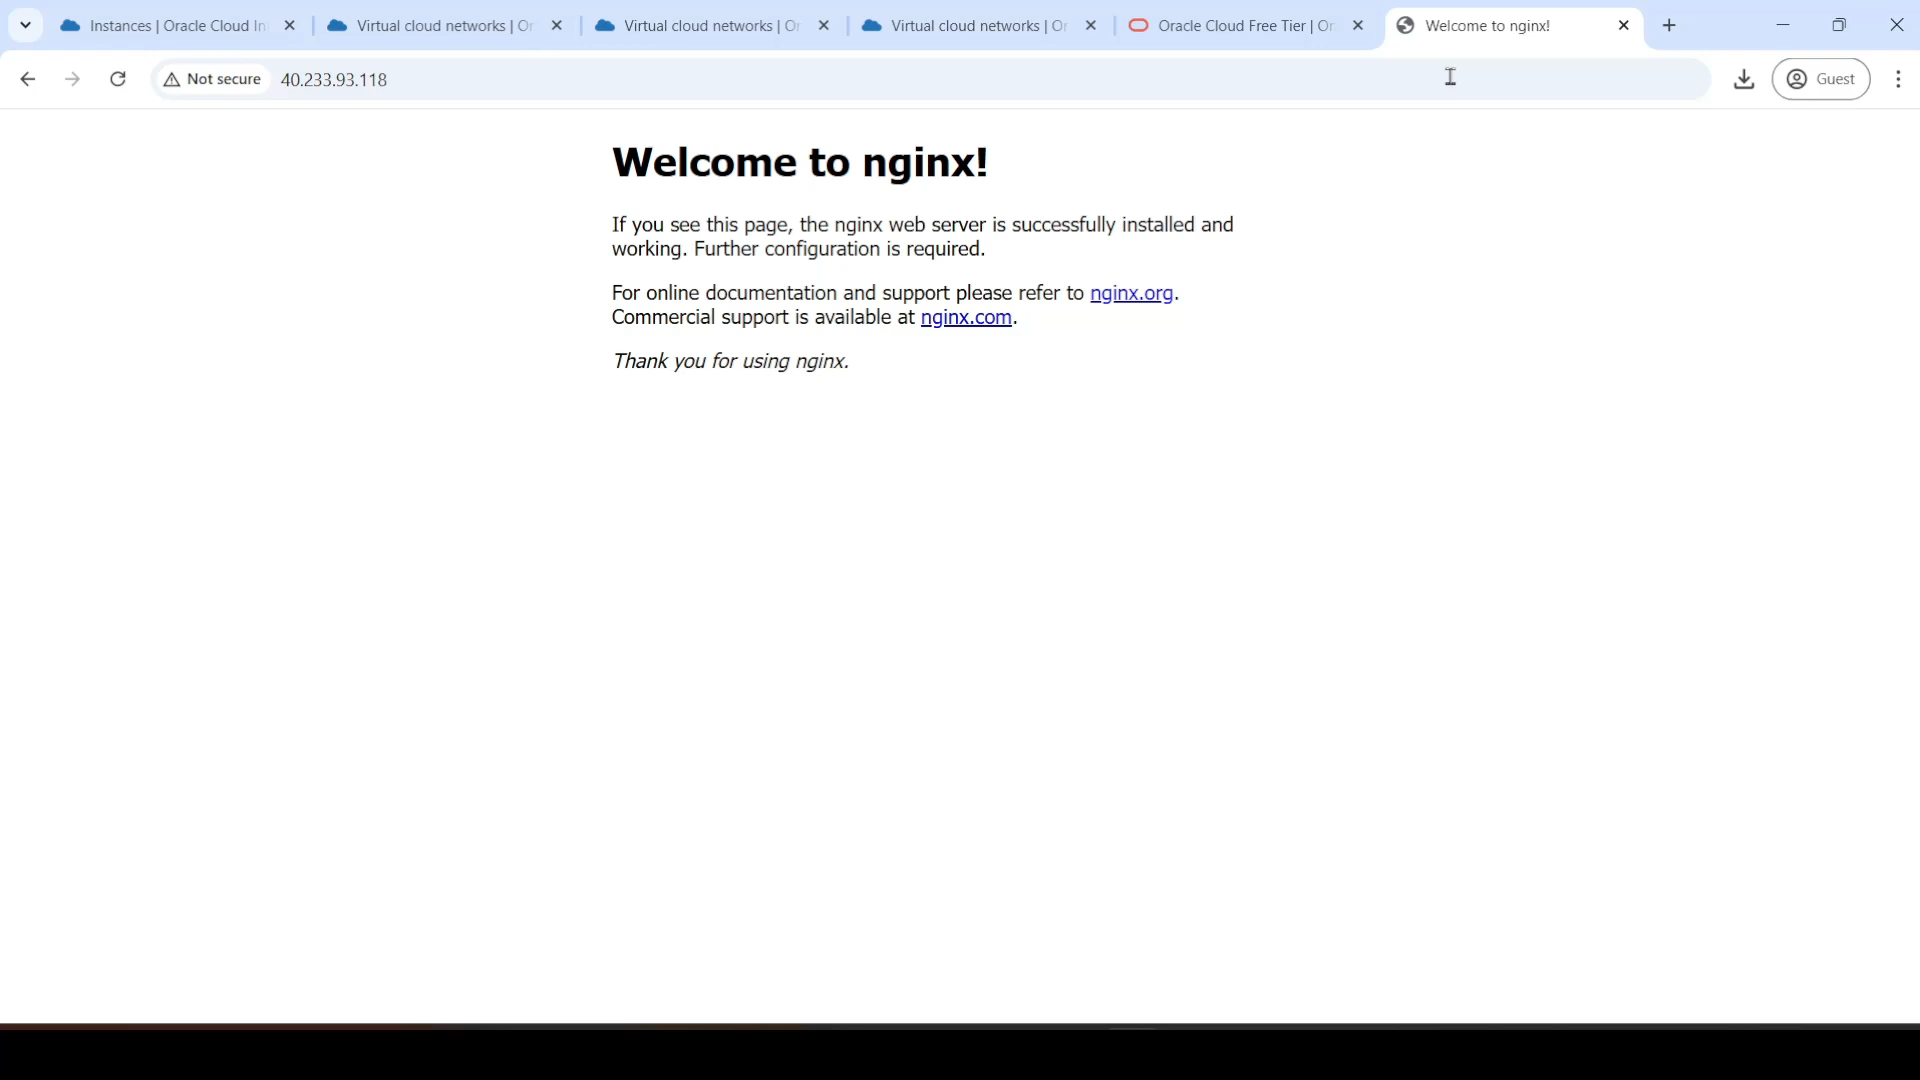 Instances | Oracle Cloud In
Virtual cloud networks | Or
Virtual cloud networks | Or
Virtual cloud networks | Or
Oracle Cloud Free Tier | Or
Welcome to nginx!
Not secure
40.233.93.118
Guest
Welcome to nginx!
If you see this page, the nginx web server is successfully installed and
working. Further configuration is required.
For online documentation and support please refer to nginx.org.
Commercial support is available at nginx.com.
Thank you for using nginx.